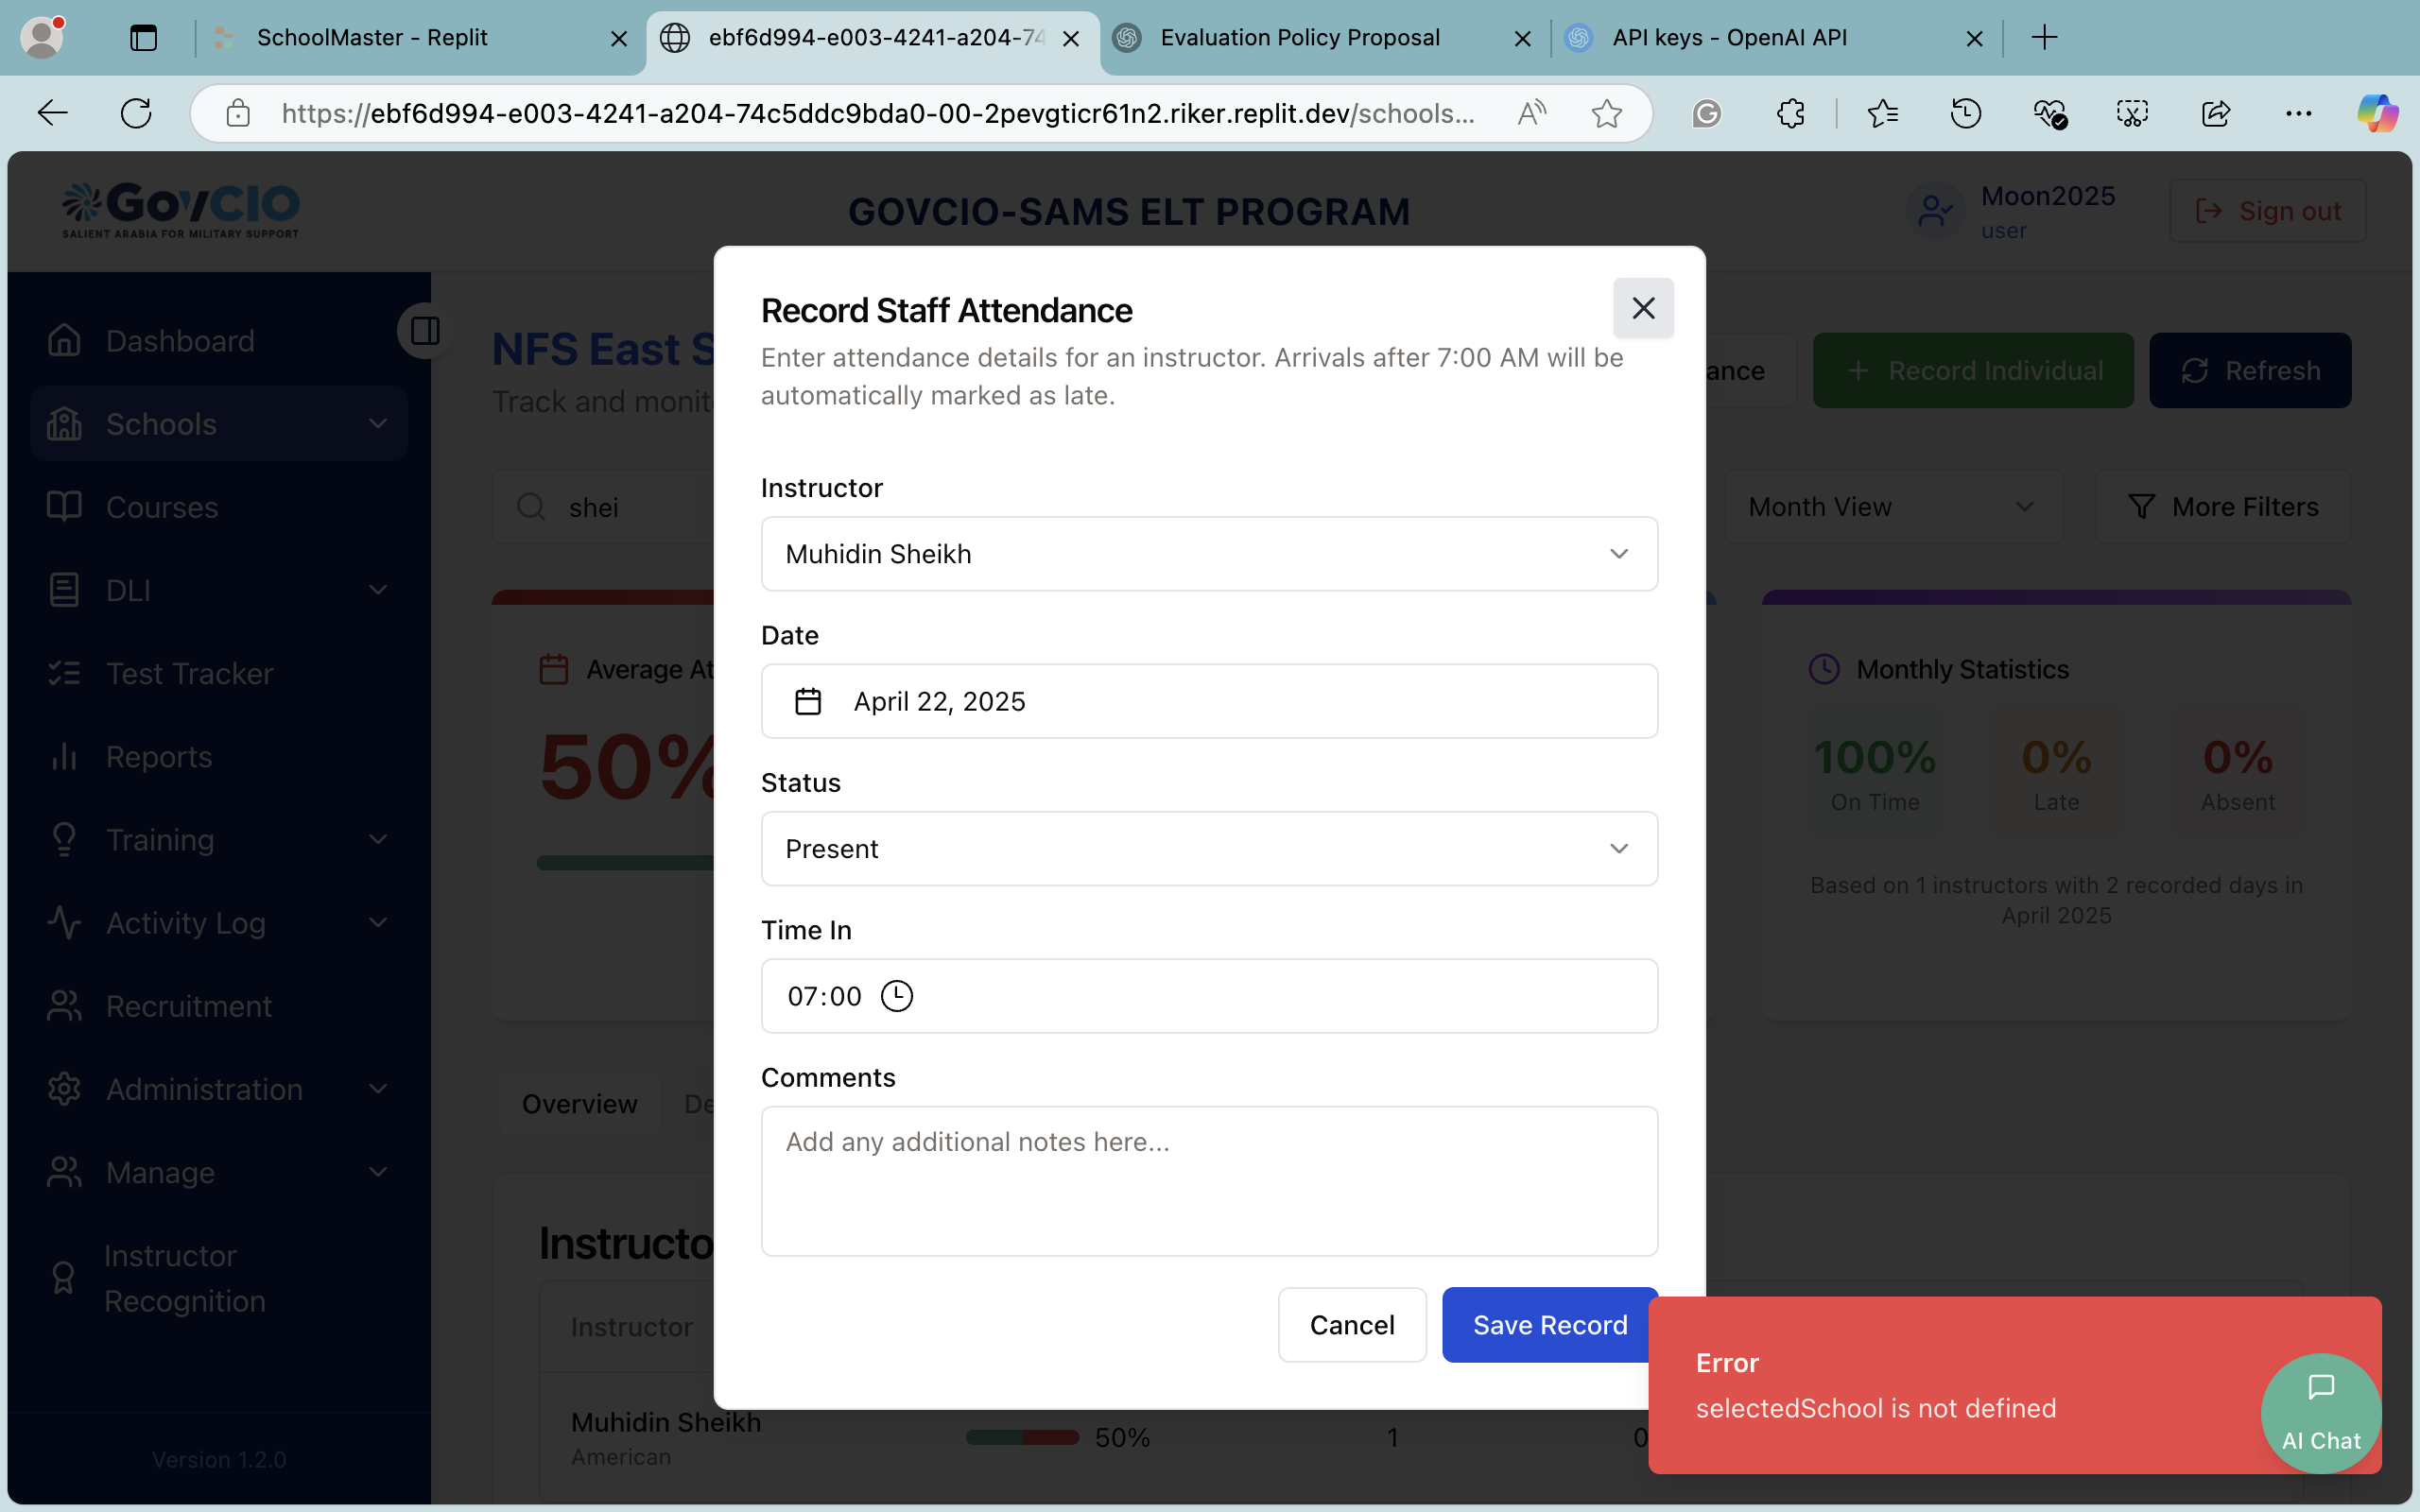 SchoolMaster - Replit
ebf6d994-e003-4241-a204-74
Evaluation Policy Proposal
API keys - OpenAI API
https://ebf6d994-e003-4241-a204-74c5ddc9bda0-00-2pevgticr61n2.riker.replit.dev/schools...
GovCIO
SALIENT ARABIA FOR MILITARY SUPPORT
GOVCIO-SAMS ELT PROGRAM
Moon2025
user
Sign out
Dashboard
Schools
Courses
DLI
Test Tracker
Reports
Training
Activity Log
Recruitment
Administration
Manage
Instructor
Recognition
Version 1.2.0
NFS East S
Track and monit
ance
Record Individual
Refresh
shei
Month View
More Filters
Average At
50%
Monthly Statistics
100%
On Time
0%
Late
0%
Absent
Based on 1 instructors with 2 recorded days in
April 2025
Overview
De
Instructo
Instructor
Muhidin Sheikh
American
50%
1
0
Record Staff Attendance
Enter attendance details for an instructor. Arrivals after 7:00 AM will be
automatically marked as late.
Instructor
Muhidin Sheikh
Date
April 22, 2025
Status
Present
Time In
07:00
Comments
Add any additional notes here...
Cancel
Save Record
Error
selectedSchool is not defined
AI Chat